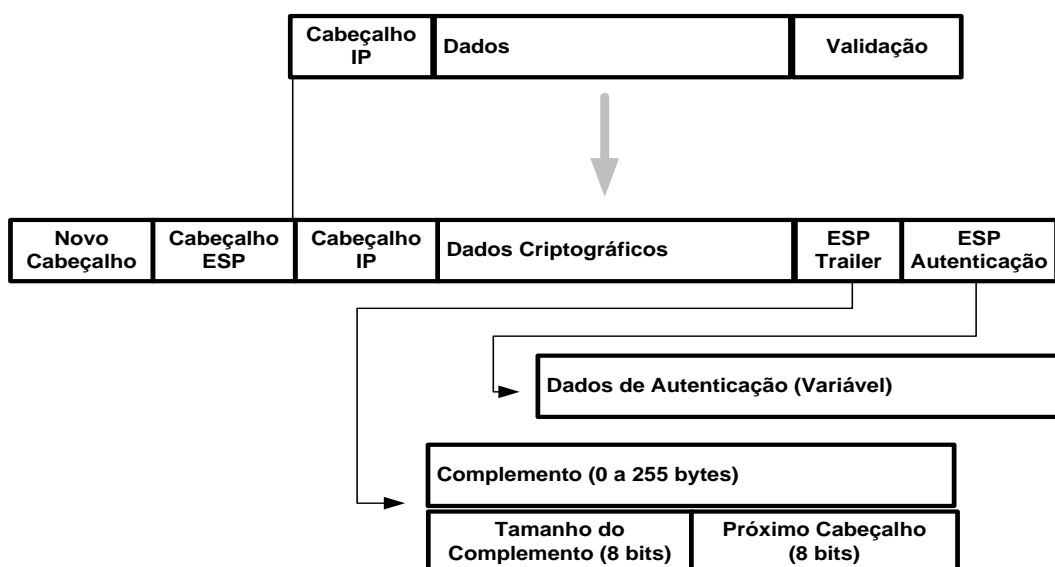 Cabeçalho
IP
Dados
Validação
Novo
Cabeçalho
Cabeçalho
ESP
Cabeçalho
IP
Dados Criptográficos
ESP
Trailer
ESP
Autenticação
Dados de Autenticação (Variável)
Complemento (0 a 255 bytes)
Tamanho do
Complemento (8 bits)
Próximo Cabeçalho
(8 bits)